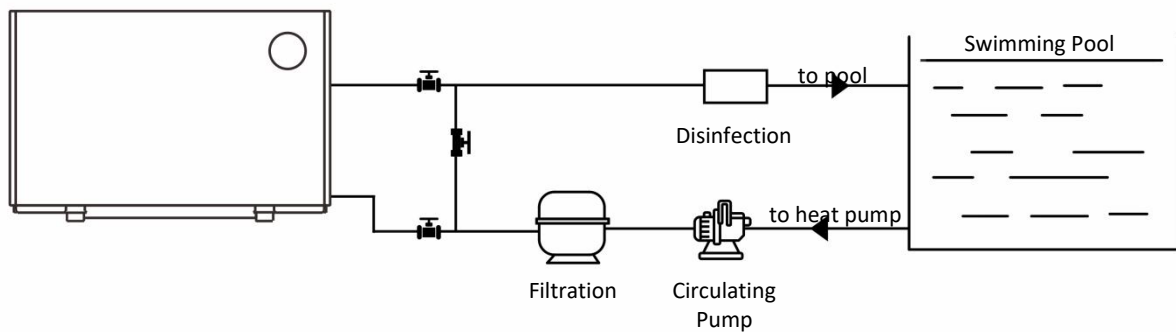 Swimming Pool
to pool
Disinfection
to heat pump
Filtration
Circulating
Pump